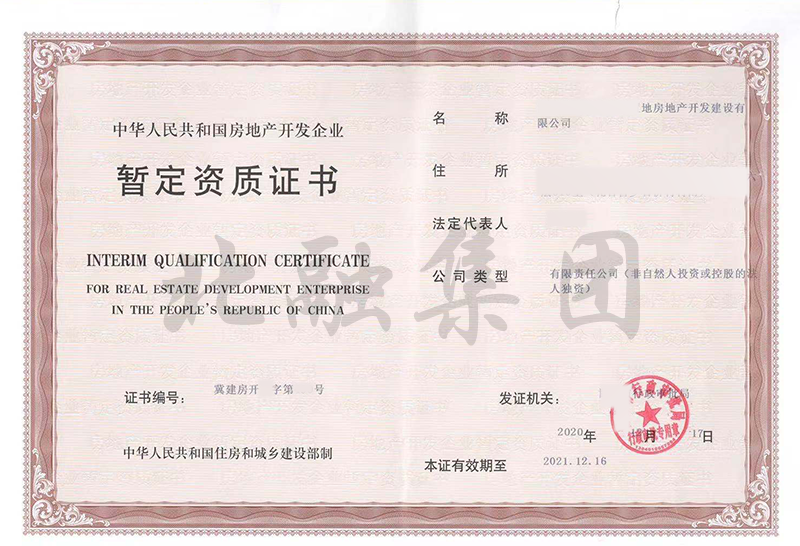 中华人民共和国房地产开发企业
暂定资质证书
INTERIM QUALIFICATION CERTIFICATE
FOR REAL ESTATE DEVELOPMENT ENTERPRISE
IN THE PEOPLE'S REPUBLIC OF CHINA
证书编号： 冀建房开 字第 号
中华人民共和国住房和城乡建设部制
名 称 地房地产开发建设有
限公司
住 所
法定代表人
公司类型 有限责任公司（非自然人投资或控股的法
人独资）
发证机关： 局
2020 年 月 17 日
本证有效期至 2021.12.16
北融集团